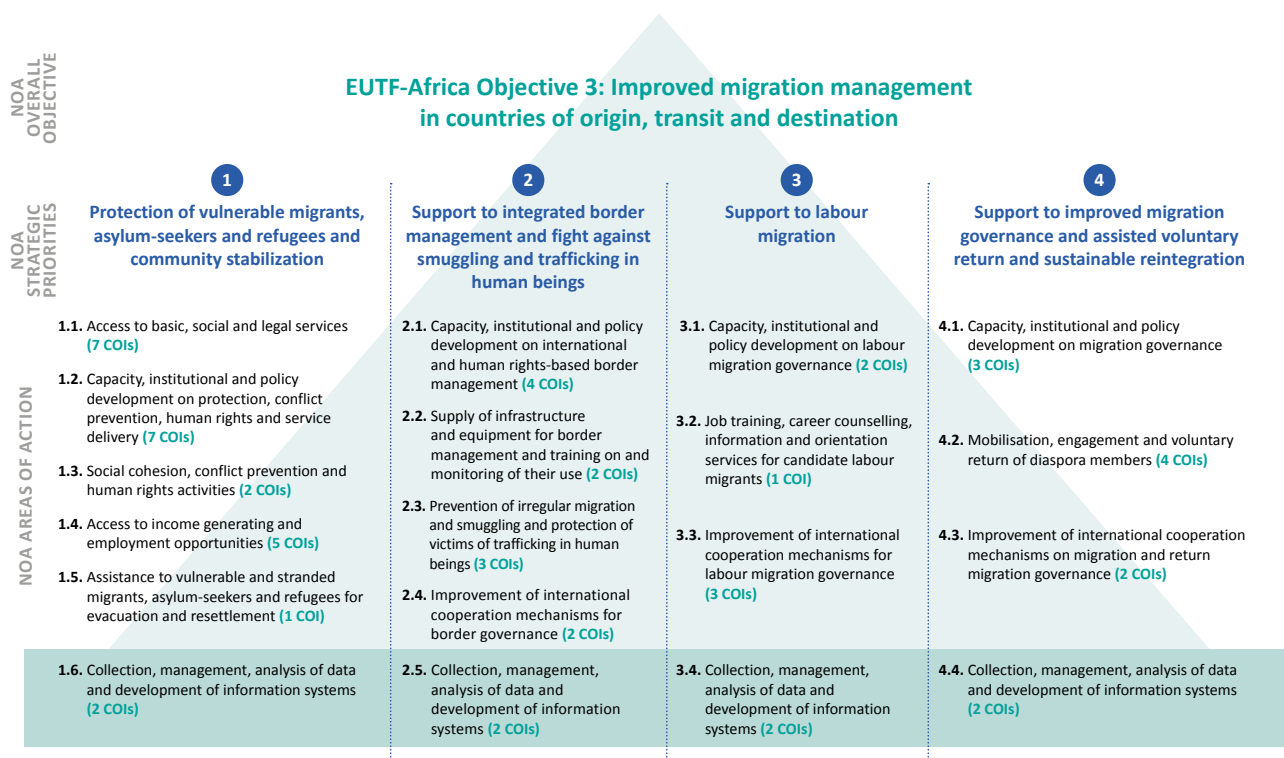 NOA
OVERALL
OBJECTIVE
EUTF-Africa Objective 3: Improved migration management
in countries of origin, transit and destination
NOA
STRATEGIC
PRIORITIES
1
Protection of vulnerable migrants,
asylum-seekers and refugees and
community stabilization
2
Support to integrated border
management and fight against
smuggling and trafficking in
human beings
3
Support to labour
migration
4
Support to improved migration
governance and assisted voluntary
return and sustainable reintegration
NOA AREAS OF ACTION
1.1. Access to basic, social and legal services
(7 COIs)
1.2. Capacity, institutional and policy
development on protection, conflict
prevention, human rights and service
delivery (7 COIs)
1.3. Social cohesion, conflict prevention and
human rights activities (2 COIs)
1.4. Access to income generating and
employment opportunities (5 COIs)
1.5. Assistance to vulnerable and stranded
migrants, asylum-seekers and refugees for
evacuation and resettlement (1 COI)
1.6. Collection, management, analysis of data
and development of information systems
(2 COIs)
2.1. Capacity, institutional and policy
development on international
and human rights-based border
management (4 COIs)
2.2. Supply of infrastructure
and equipment for border
management and training on and
monitoring of their use (2 COIs)
2.3. Prevention of irregular migration
and smuggling and protection of
victims of trafficking in human
beings (3 COIs)
2.4. Improvement of international
cooperation mechanisms for
border governance (2 COIs)
2.5. Collection, management,
analysis of data and
development of information
systems (2 COIs)
3.1. Capacity, institutional and
policy development on labour
migration governance (2 COIs)
3.2. Job training, career counselling,
information and orientation
services for candidate labour
migrants (1 COI)
3.3. Improvement of international
cooperation mechanisms for
labour migration governance
(3 COIs)
3.4. Collection, management,
analysis of data and
development of information
systems (2 COIs)
4.1. Capacity, institutional and policy
development on migration governance
(3 COIs)
4.2. Mobilisation, engagement and voluntary
return of diaspora members (4 COIs)
4.3. Improvement of international cooperation
mechanisms on migration and return
migration governance (2 COIs)
4.4. Collection, management, analysis of data
and development of information systems
(2 COIs)